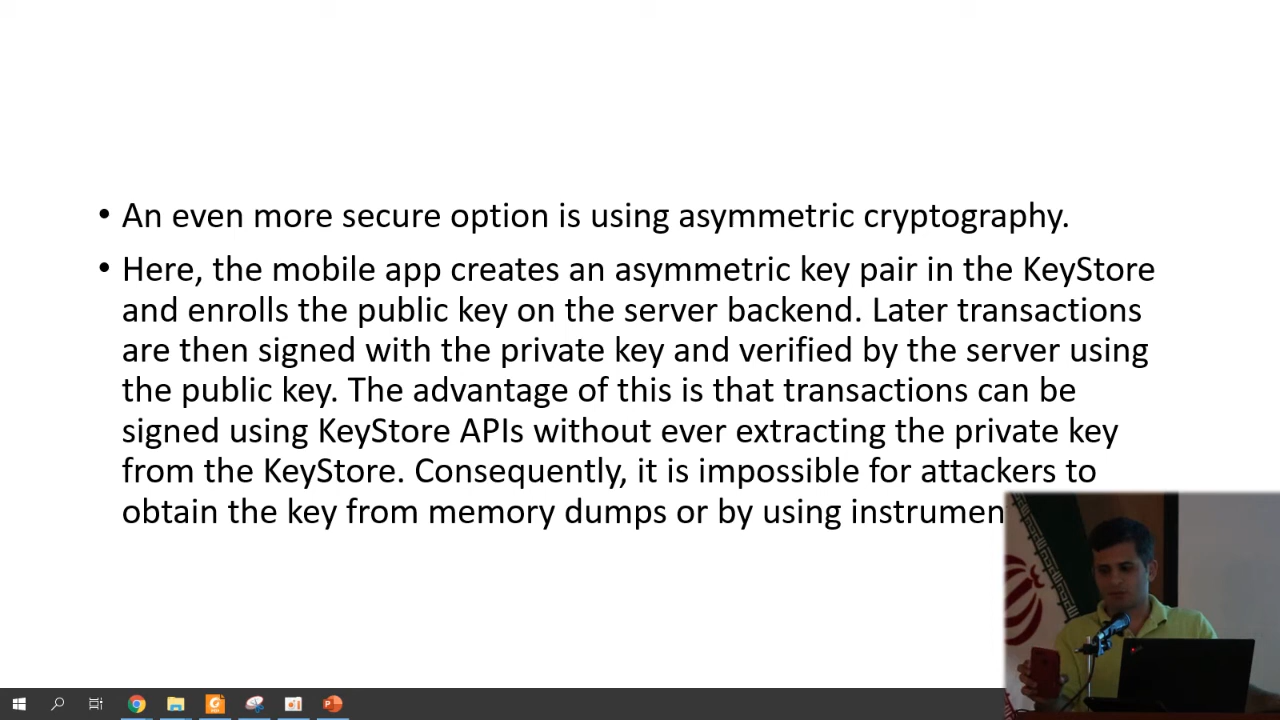 • An even more secure option is using asymmetric cryptography.
• Here, the mobile app creates an asymmetric key pair in the KeyStore
and enrolls the public key on the server backend. Later transactions
are then signed with the private key and verified by the server using
the public key. The advantage of this is that transactions can be
signed using KeyStore APIs without ever extracting the private key
from the KeyStore. Consequently, it is impossible for attackers to
obtain the key from memory dumps or by using